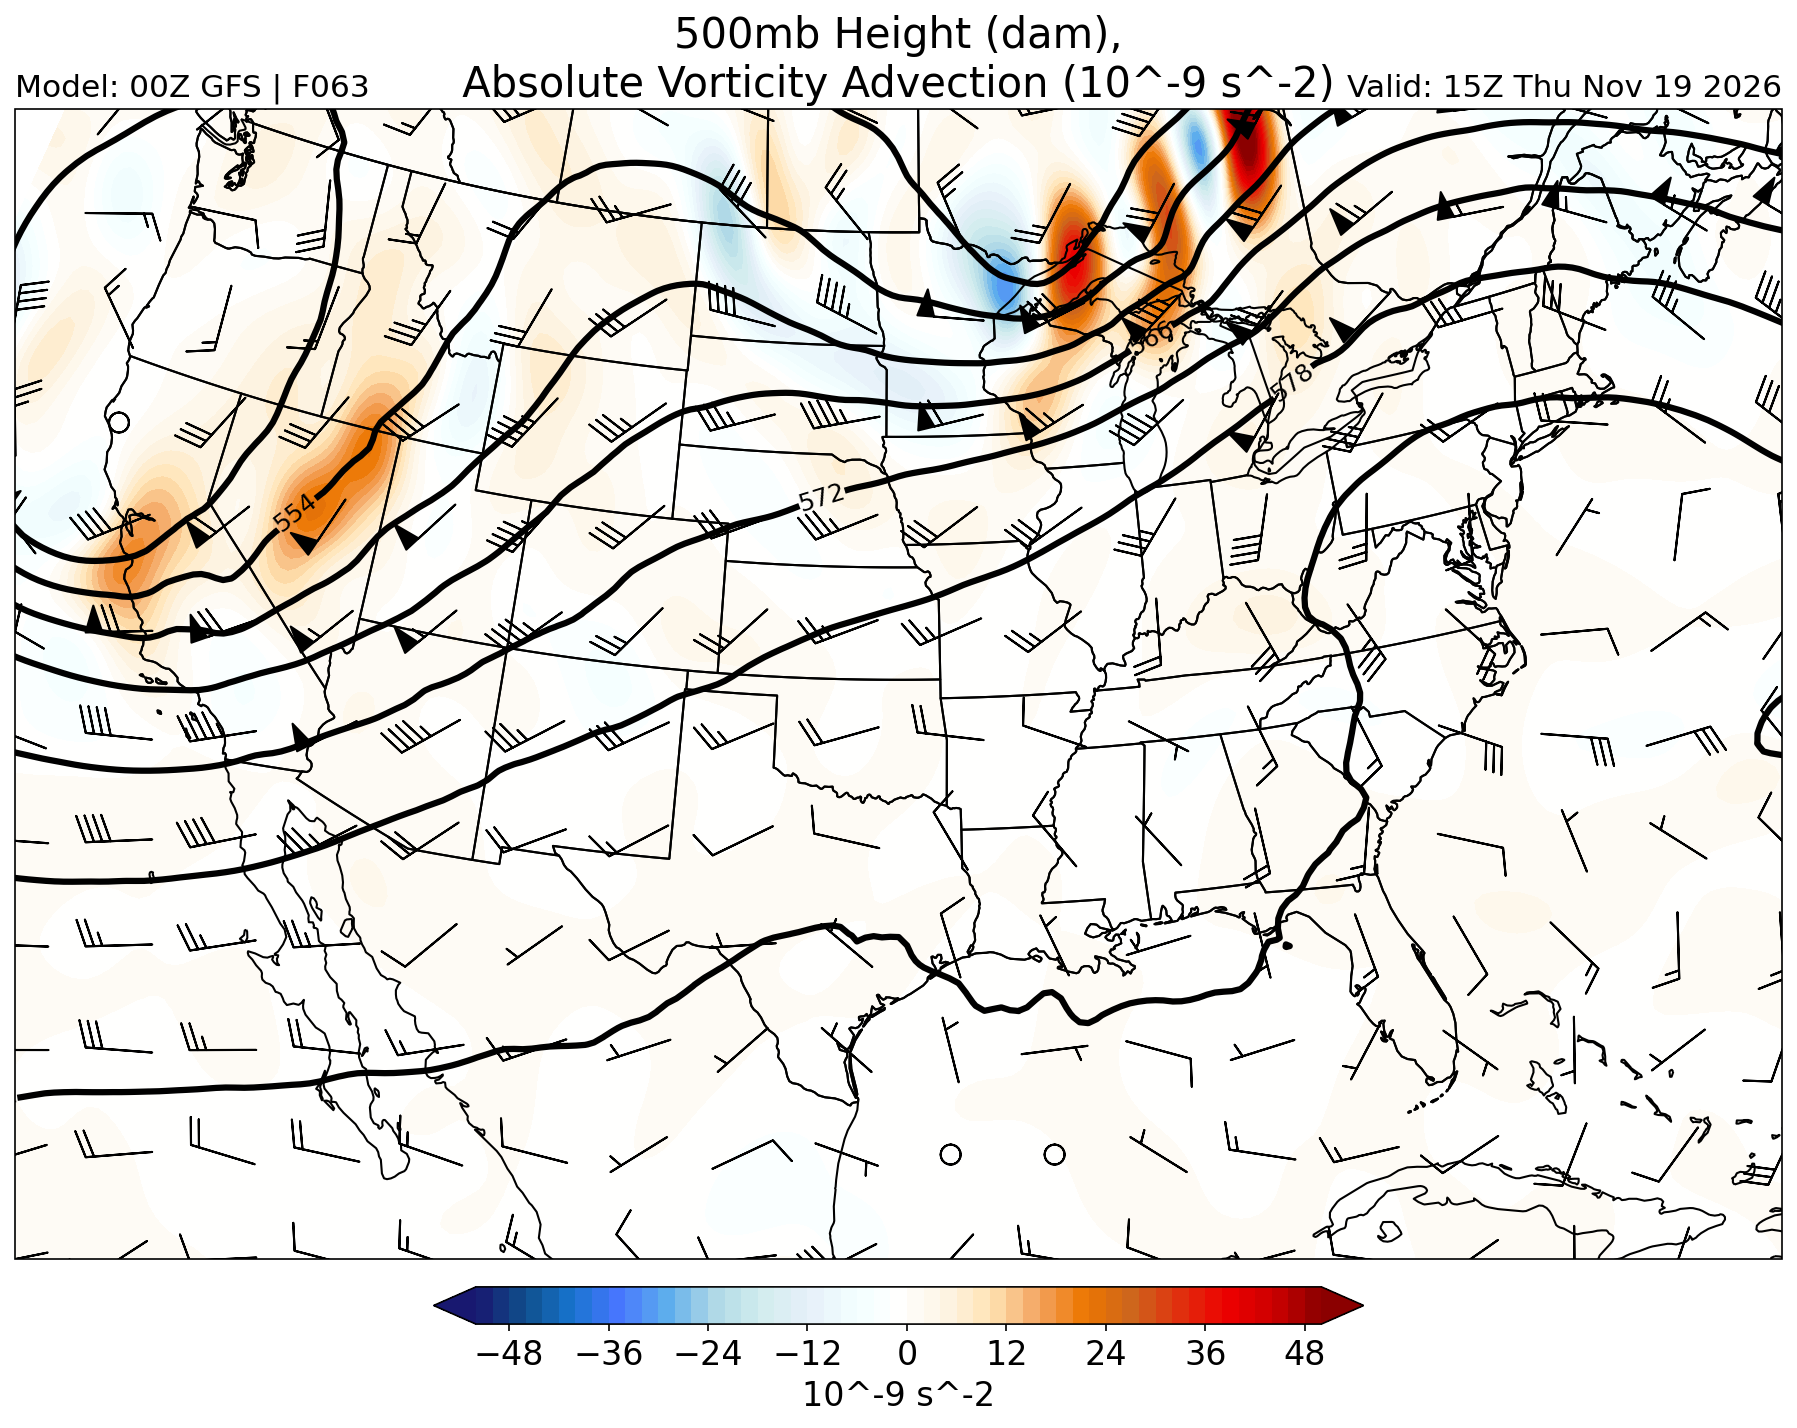 500mb Height (dam),
Model: 00Z GFS | F063
Absolute Vorticity Advection (10^-9 s^-2)
Valid: 15Z Thu Nov 19 2026
566
578
572
554
−48 −36 −24 −12 0 12 24 36 48
10^-9 s^-2